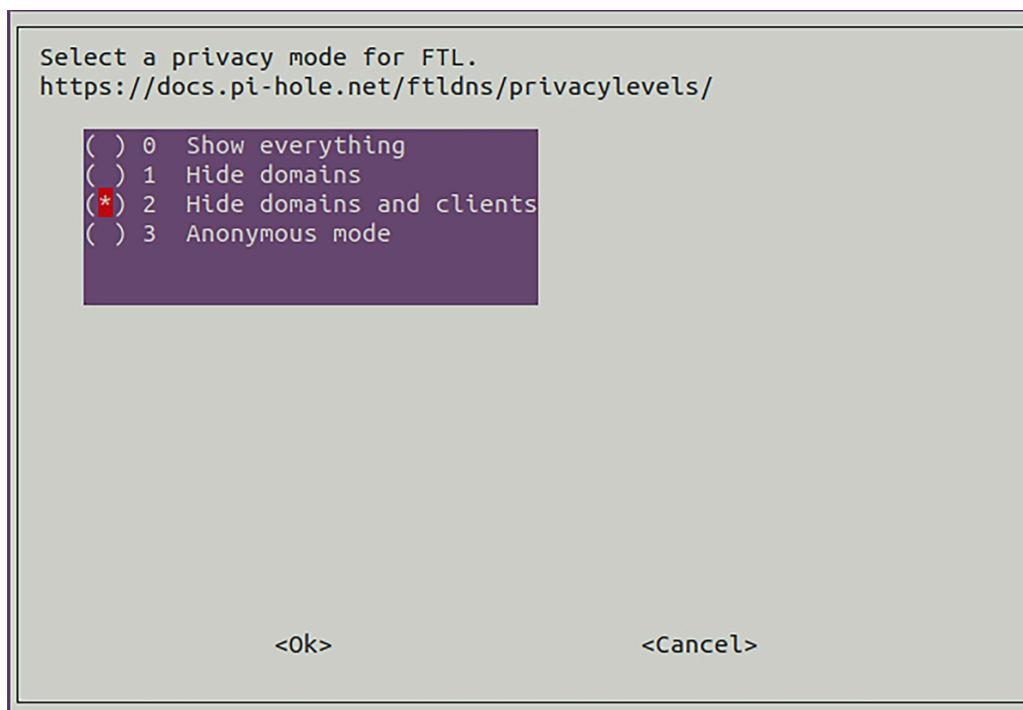 Select a privacy mode for FTL.
https://docs.pi-hole.net/ftldns/privacylevels/
( ) 0 Show everything
( ) 1 Hide domains
(*) 2 Hide domains and clients
( ) 3 Anonymous mode
<Ok> <Cancel>